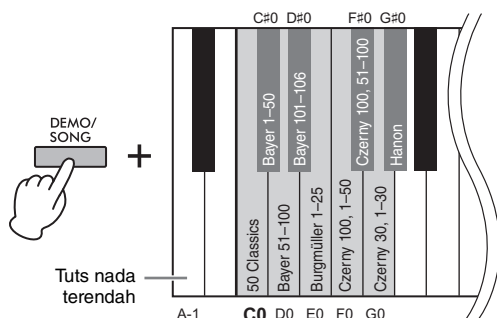 C#0 D#0 F#0 G#0
DEMO/
SONG
+
Bayer 1–50
Bayer 101–106
Czerny 100, 51–100
Hanon
50 Classics
Bayer 51–100
Burgmüller 1–25
Czerny 100, 1–50
Czerny 30, 1–30
Tuts nada
terendah
A-1 C0 D0 E0 F0 G0